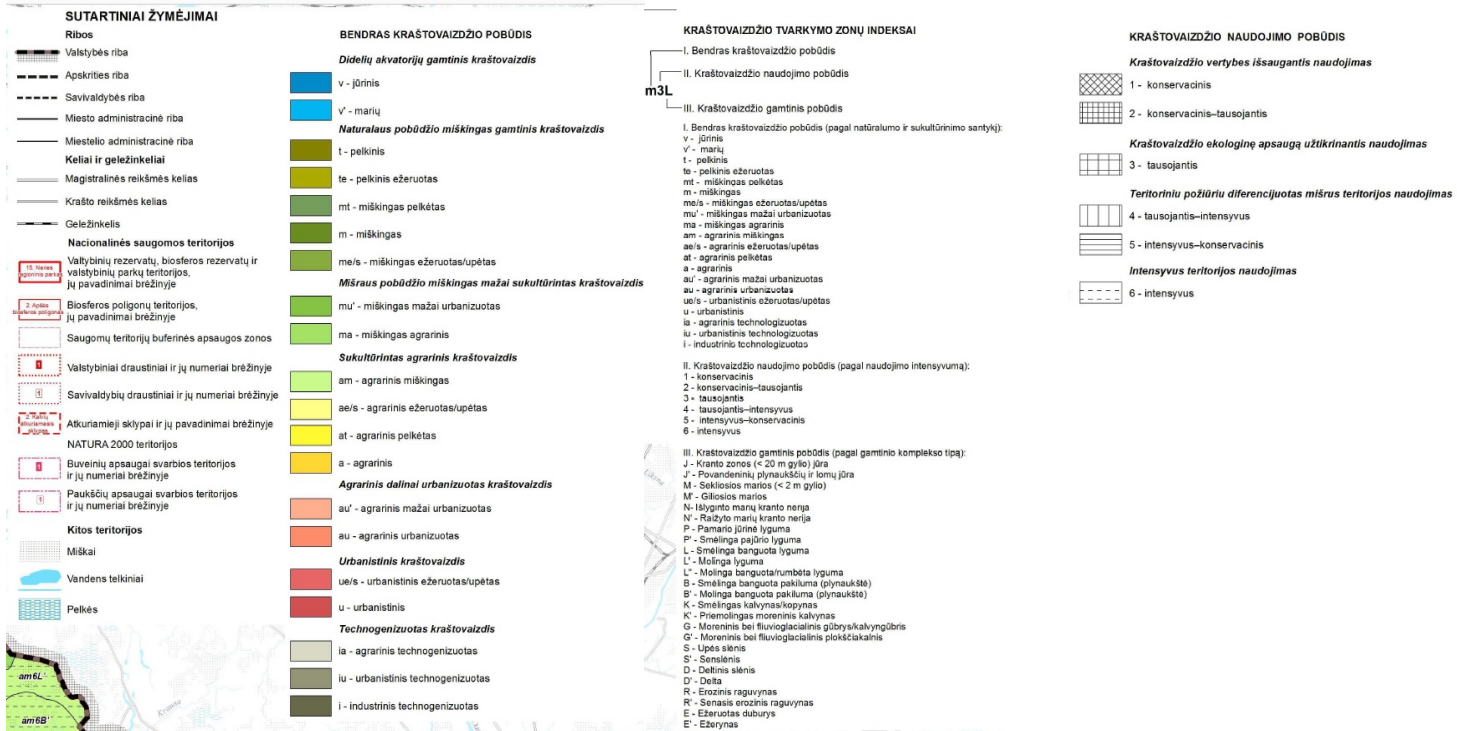 SUTARTINIAI ŽYMĖJIMAI
Ribos
Valstybės riba
Apskrities riba
Savivaldybės riba
Miesto administracinė riba
Miestelio administracinė riba
Keliai ir geležinkeliai
Magistralinės reikšmės kelias
Krašto reikšmės kelias
Geležinkelis
Nacionalinės saugomos teritorijos
15. Neries
regioninis parkas
Valtybinių rezervatų, biosferos rezervatų ir
valstybinių parkų teritorijos,
jų pavadinimai brėžinyje
biosferos poligonas
Biosferos poligonų teritorijos,
jų pavadinimai brėžinyje
Saugomų teritorijų buferinės apsaugos zonos
1
Valstybiniai draustiniai ir jų numeriai brėžinyje
1
Savivaldybių draustiniai ir jų numeriai brėžinyje
atkuriamasis
sklypas
Atkuriamieji sklypai ir jų pavadinimai brėžinyje
NATURA 2000 teritorijos
1
Buveinių apsaugai svarbios teritorijos
ir jų numeriai brėžinyje
1
Paukščių apsaugai svarbios teritorijos
ir jų numeriai brėžinyje
Kitos teritorijos
Miškai
Vandens telkiniai
Pelkės
am6L'
am6B'
BENDRAS KRAŠTOVAIZDŽIO POBŪDIS
Didelių akvatorijų gamtinis kraštovaizdis
v - jūrinis
v' - marių
Naturalaus pobūdžio miškingas gamtinis kraštovaizdis
t - pelkinis
te - pelkinis ežeruotas
mt - miškingas pelkėtas
m - miškingas
me/s - miškingas ežeruotas/upėtas
Mišraus pobūdžio miškingas mažai sukultūrintas kraštovaizdis
mu' - miškingas mažai urbanizuotas
ma - miškingas agrarinis
Sukultūrintas agrarinis kraštovaizdis
am - agrarinis miškingas
ae/s - agrarinis ežeruotas/upėtas
at - agrarinis pelkėtas
a - agrarinis
Agrarinis dalinai urbanizuotas kraštovaizdis
au' - agrarinis mažai urbanizuotas
au - agrarinis urbanizuotas
Urbanistinis kraštovaizdis
ue/s - urbanistinis ežeruotas/upėtas
u - urbanistinis
Technogenizuotas kraštovaizdis
ia - agrarinis technogenizuotas
iu - urbanistinis technogenizuotas
i - industrinis technogenizuotas
KRAŠTOVAIZDŽIO TVARKYMO ZONŲ INDEKSAI
I. Bendras kraštovaizdžio pobūdis
II. Kraštovaizdžio naudojimo pobūdis
m3L
III. Kraštovaizdžio gamtinis pobūdis
I. Bendras kraštovaizdžio pobūdis (pagal natūralumo ir sukultūrinimo santykį):
v - jūrinis
v' - marių
t - pelkinis
te - pelkinis ežeruotas
mt - miškingas pelkėtas
m - miškingas
me/s - miškingas ežeruotas/upėtas
mu' - miškingas mažai urbanizuotas
ma - miškingas agrarinis
am - agrarinis miškingas
ae/s - agrarinis ežeruotas/upėtas
at - agrarinis pelkėtas
a - agrarinis
au' - agrarinis mažai urbanizuotas
au - agrarinis urbanizuotas
ue/s - urbanistinis ežeruotas/upėtas
u - urbanistinis
ia - agrarinis technologizuotas
iu - urbanistinis technologizuotas
i - industrinis technologizuotas
II. Kraštovaizdžio naudojimo pobūdis (pagal naudojimo intensyvumą):
1 - konservacinis
2 - konservacinis–tausojantis
3 - tausojantis
4 - tausojantis–intensyvus
5 - intensyvus–konservacinis
6 - intensyvus
III. Kraštovaizdžio gamtinis pobūdis (pagal gamtinio komplekso tipą):
J - Kranto zonos (< 20 m gylio) jūra
J' - Povandeninių plynaukščių ir lomų jūra
M - Sekliosios marios (< 2 m gylio)
M' - Giliosios marios
N- Išlyginto marių kranto nerija
N' - Raižyto marių kranto nerija
P - Pamario jūrinė lyguma
P' - Smėlinga pajūrio lyguma
L - Smėlinga banguota lyguma
L' - Molinga lyguma
L" - Molinga banguota/rumbėta lyguma
B - Smėlinga banguota pakiluma (plynaukštė)
B' - Molinga banguota pakiluma (plynaukštė)
K - Smėlingas kalvynas/kopynas
K' - Priemolingas moreninis kalvynas
G - Moreninis bei fliuvioglacialinis gūbrys/kalvyngūbris
G' - Moreninis bei fliuvioglacialinis plokščiakalnis
S - Upės slėnis
S' - Senslėnis
D - Deltinis slėnis
D' - Delta
R - Erozinis raguvynas
R' - Senasis erozinis raguvynas
E - Ežeruotas duburys
E' - Ežerynas
KRAŠTOVAIZDŽIO NAUDOJIMO POBŪDIS
Kraštovaizdžio vertybes išsaugantis naudojimas
1 - konservacinis
2 - konservacinis–tausojantis
Kraštovaizdžio ekologinę apsaugą užtikrinantis naudojimas
3 - tausojantis
Teritoriniu požiūriu diferencijuotas mišrus teritorijos naudojimas
4 - tausojantis–intensyvus
5 - intensyvus–konservacinis
Intensyvus teritorijos naudojimas
6 - intensyvus